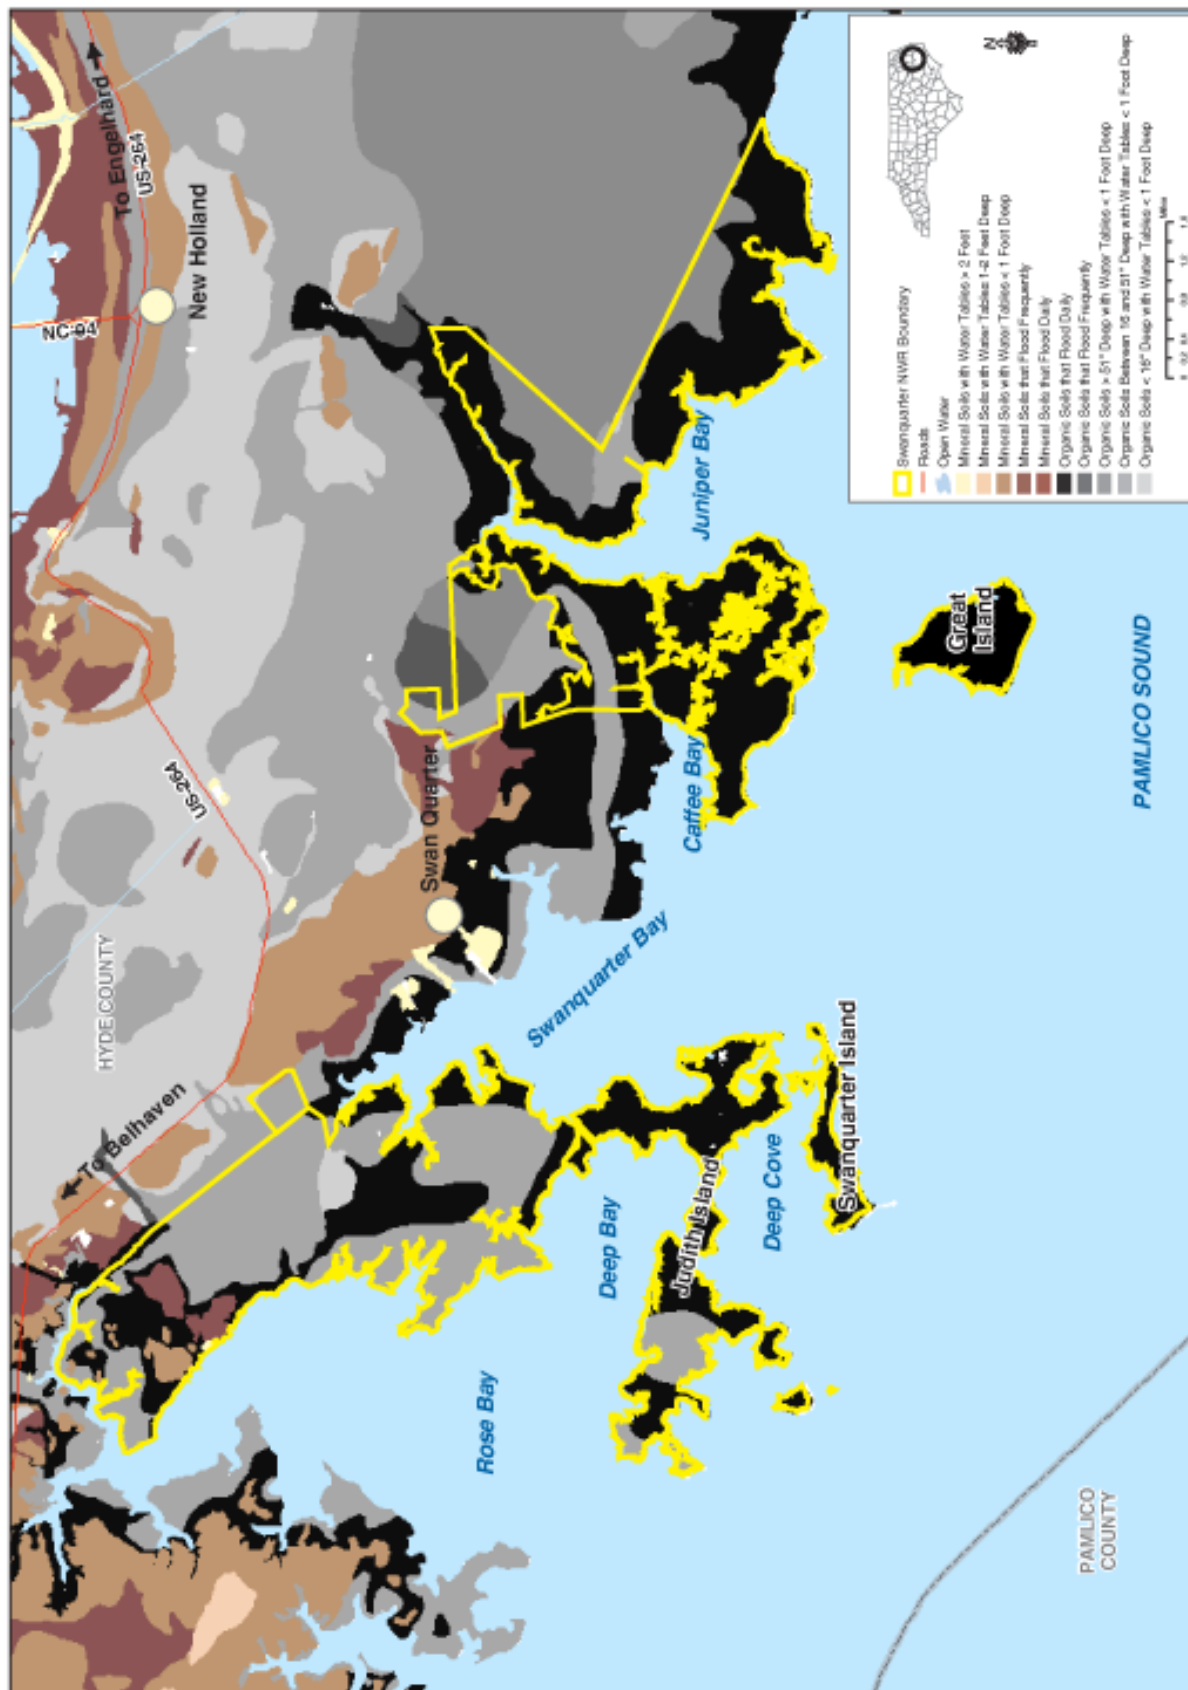 HYDE COUNTY
To Belhaven
US-264
NC-94
To Engelhard
US-264
New Holland
Swan Quarter
Rose Bay
Deep Bay
Swanquarter Bay
Caffee Bay
Juniper Bay
Judith Island
Deep Cove
Swanquarter Island
Great
Island
PAMLICO SOUND
PAMLICO
COUNTY
N
Swanquarter NWR Boundary
Roads
Open Water
Mineral Soils with Water Tables > 2 Feet
Mineral Soils with Water Tables 1-2 Feet Deep
Mineral Soils with Water Tables < 1 Foot Deep
Mineral Soils that Flood Frequently
Mineral Soils that Flood Daily
Organic Soils that Flood Daily
Organic Soils that Flood Frequently
Organic Soils > 51" Deep with Water Tables < 1 Foot Deep
Organic Soils Between 16 and 51" Deep with Water Tables < 1 Foot Deep
Organic Soils < 16" Deep with Water Tables < 1 Foot Deep
Miles